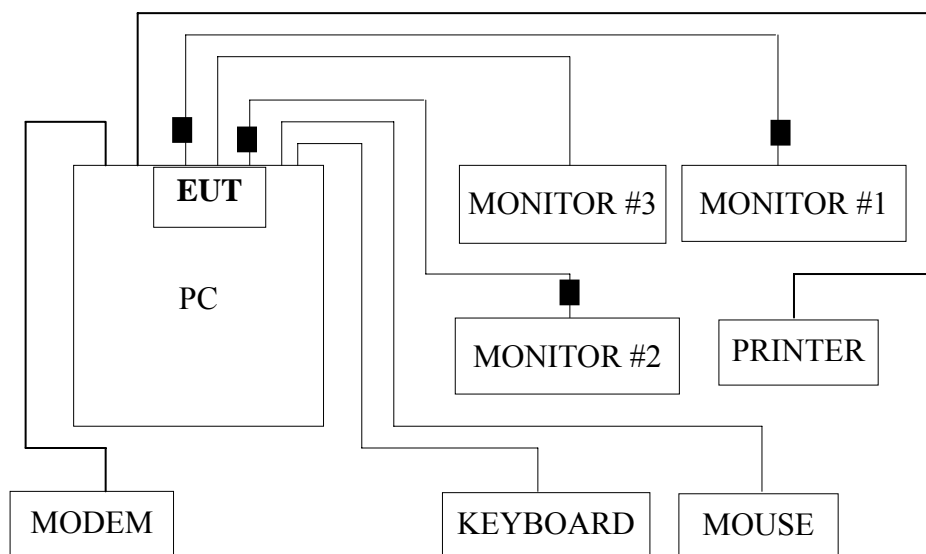 EUT
MONITOR #3
MONITOR #1
PC
MONITOR #2
PRINTER
MODEM
KEYBOARD
MOUSE